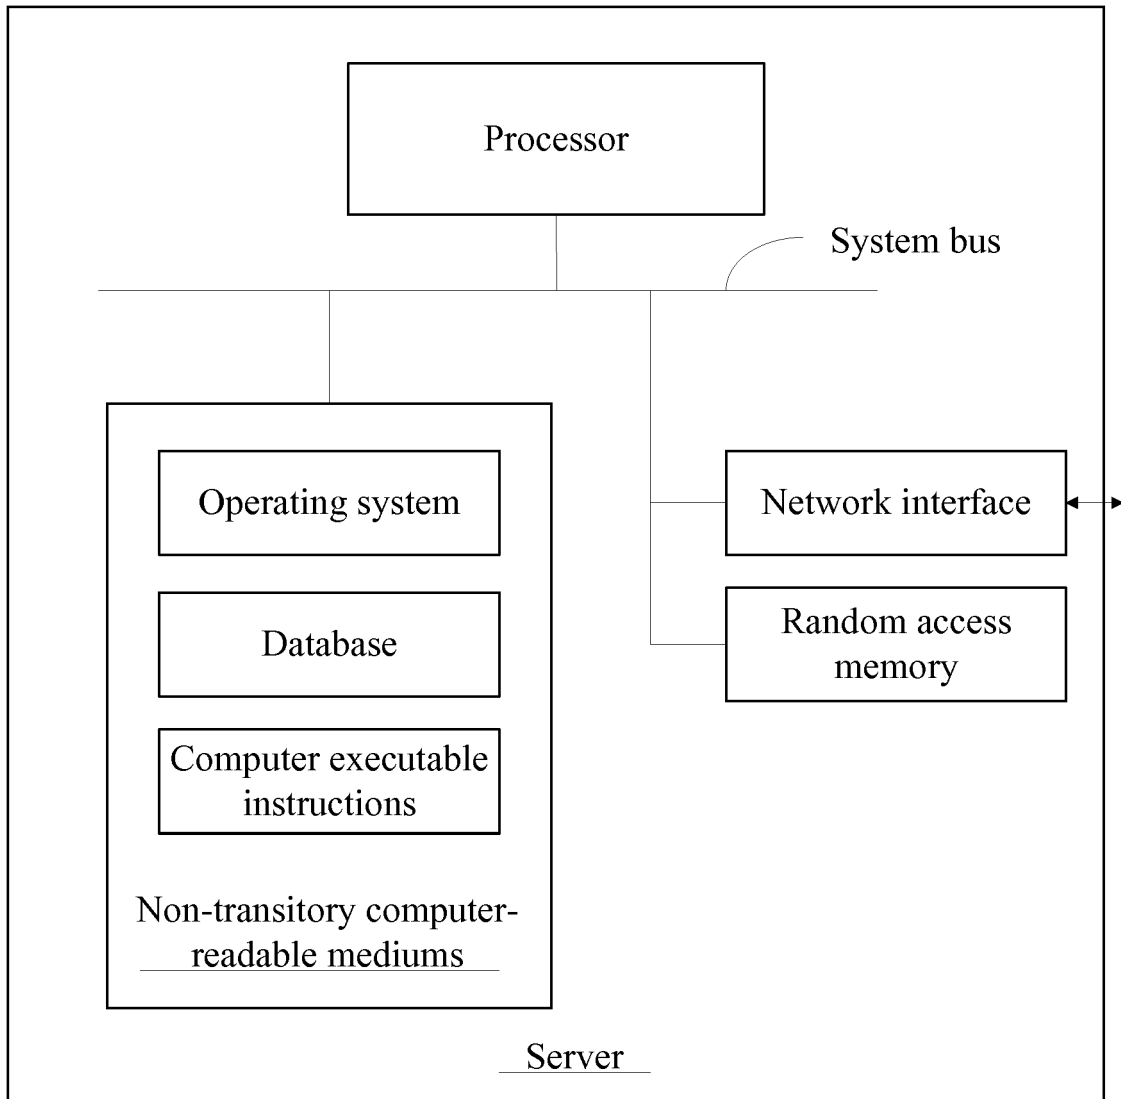 Processor
System bus
Operating system
Network interface
Database
Random access
memory
Computer executable
instructions
Non-transitory computer-
readable mediums
Server